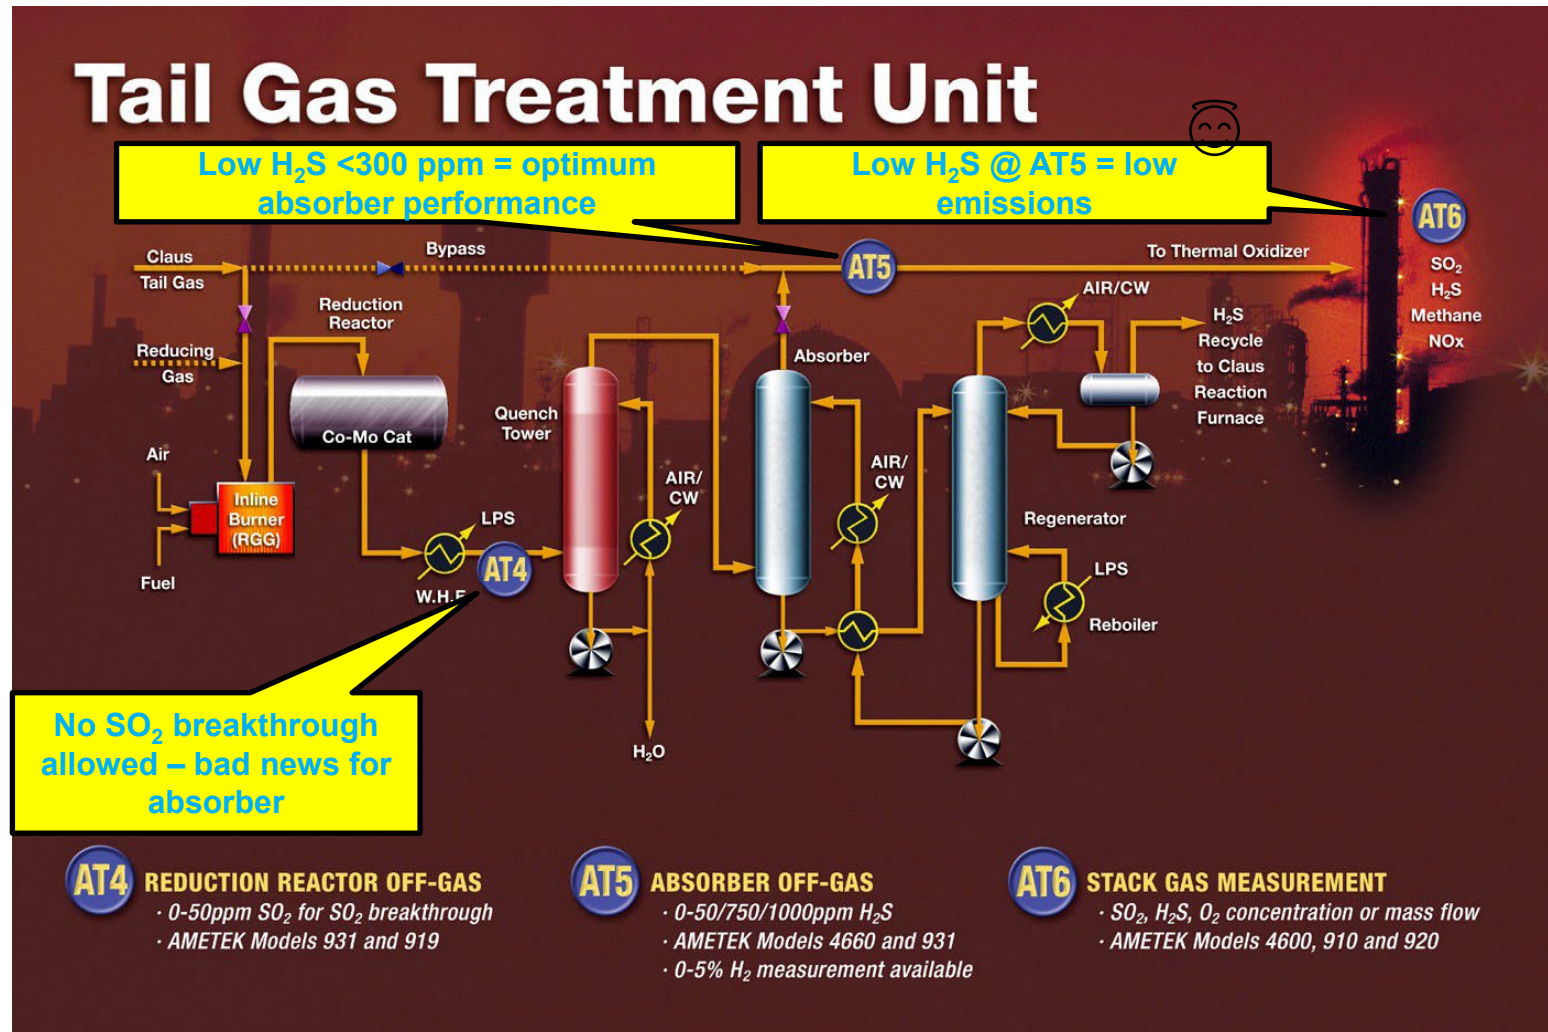 Tail Gas Treatment Unit
Low H₂S <300 ppm = optimum
absorber performance
Low H₂S @ AT5 = low
emissions
AT6
SO₂
H₂S
Methane
NOx
Claus
Tail Gas
Bypass
AT5
To Thermal Oxidizer
Reduction
Reactor
AIR/CW
H₂S
Recycle
to Claus
Reaction
Furnace
Reducing
Gas
Absorber
Co-Mo Cat
Quench
Tower
Air
AIR/
CW
AIR/
CW
Inline
Burner
(RGG)
LPS
Regenerator
Fuel
AT4
W.H.E.
LPS
Reboiler
No SO₂ breakthrough
allowed – bad news for
absorber
H₂O
AT4 REDUCTION REACTOR OFF-GAS
· 0-50ppm SO₂ for SO₂ breakthrough
· AMETEK Models 931 and 919
AT5 ABSORBER OFF-GAS
· 0-50/750/1000ppm H₂S
· AMETEK Models 4660 and 931
· 0-5% H₂ measurement available
AT6 STACK GAS MEASUREMENT
· SO₂, H₂S, O₂ concentration or mass flow
· AMETEK Models 4600, 910 and 920